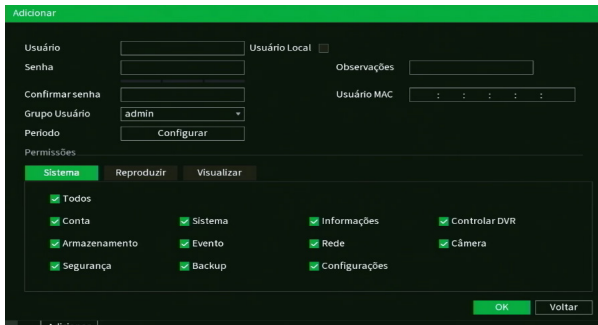 Adicionar
Usuário Usuário Local
Senha Observações
Confirmar senha Usuário MAC : : : : :
Grupo Usuário admin
Período Configurar
Permissões
Sistema Reproduzir Visualizar
Todos
Conta Sistema Informações Controlar DVR
Armazenamento Evento Rede Câmera
Segurança Backup Configurações
OK Voltar